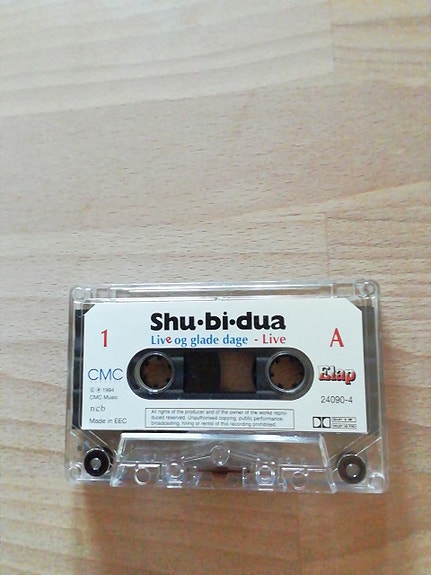 Shu•bi•dua
Live og glade dage - Live
1
A
CMC
Elap
℗ © 1994
CMC Music
24090-4
ncb
Made in EEC
All rights of the producer and of the owner of the works repro-
duced reserved. Unauthorised copying, public performance,
broadcasting, hiring or rental of this recording prohibited.